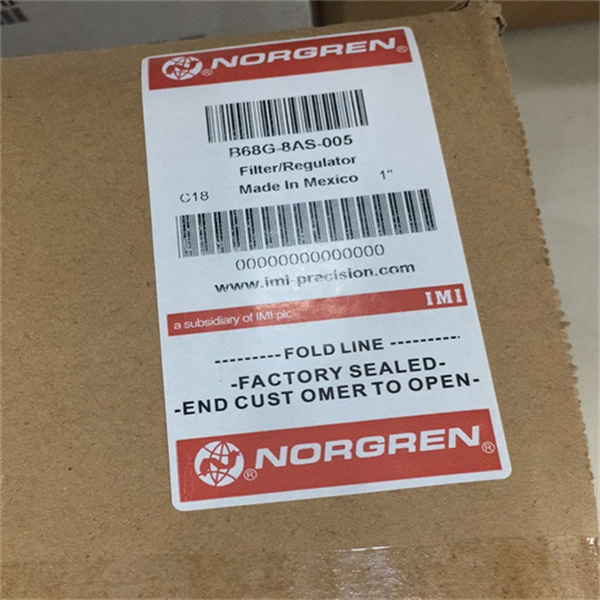 NORGREN®
B68G-8AS-005
Filter/Regulator
C18 Made In Mexico 1"
00000000000000
www.imi-precision.com
a subsidiary of IMI plc IMI
---------- FOLD LINE ----------
-FACTORY SEALED-
-END CUST OMER TO OPEN-
NORGREN®